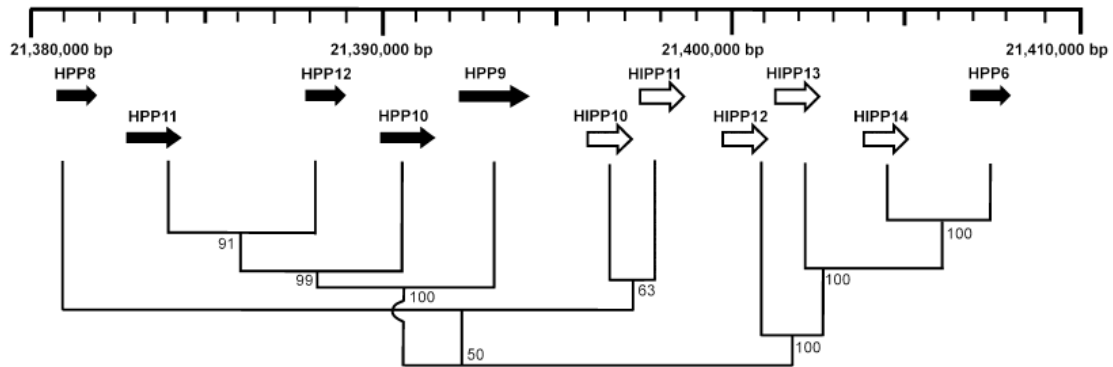 21,380,000 bp 21,390,000 bp 21,400,000 bp 21,410,000 bp
HPP8 HPP12 HPP9 HIPP11 HIPP13 HPP6
HPP11 HPP10 HIPP10 HIPP12 HIPP14
91
100
99
100
100
63
50
100